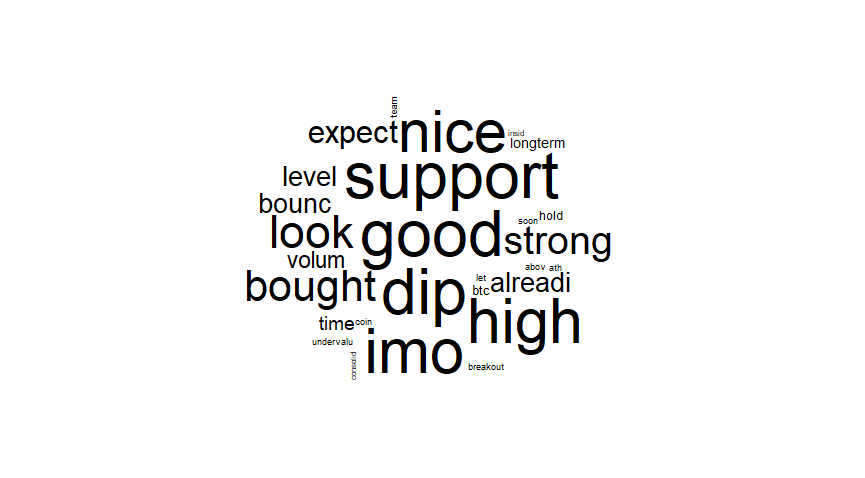 team
expect nice insid
longterm
level support
bounc
soon hold
look good strong
volum
abov ath
let
bought dip btc alreadi
high
time coin
undervalu
imo
consolid
breakout